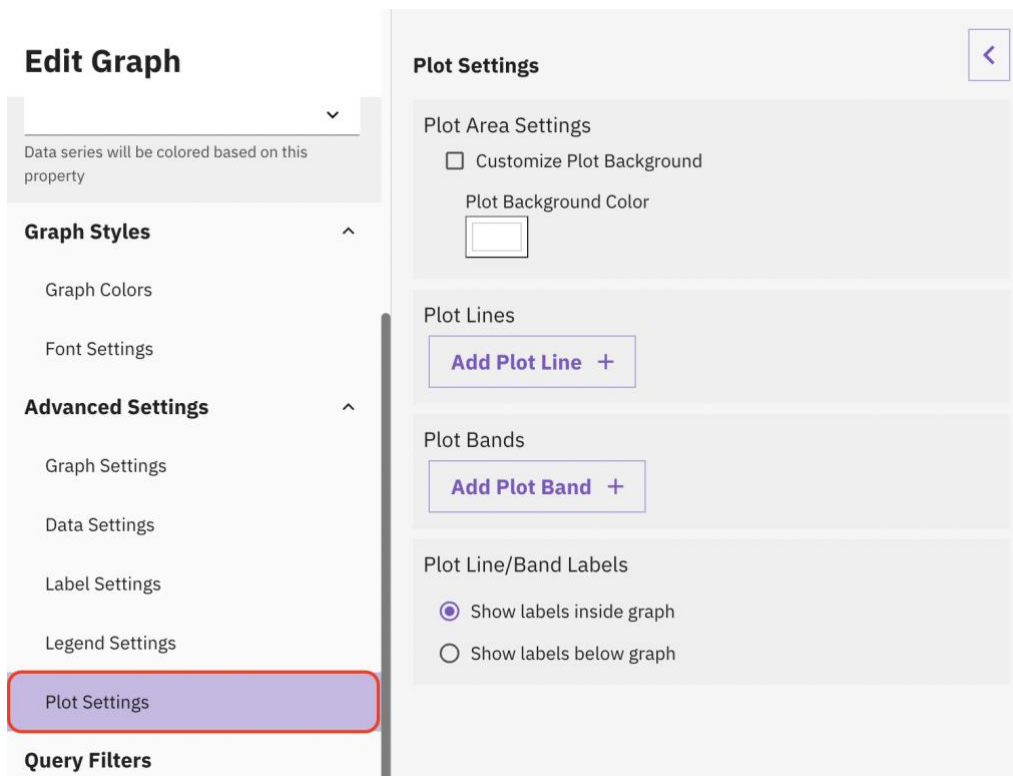 Edit Graph
Data series will be colored based on this
property
Graph Styles
Graph Colors
Font Settings
Advanced Settings
Graph Settings
Data Settings
Label Settings
Legend Settings
Plot Settings
Query Filters
Plot Settings
Plot Area Settings
Customize Plot Background
Plot Background Color
Plot Lines
Add Plot Line +
Plot Bands
Add Plot Band +
Plot Line/Band Labels
Show labels inside graph
Show labels below graph